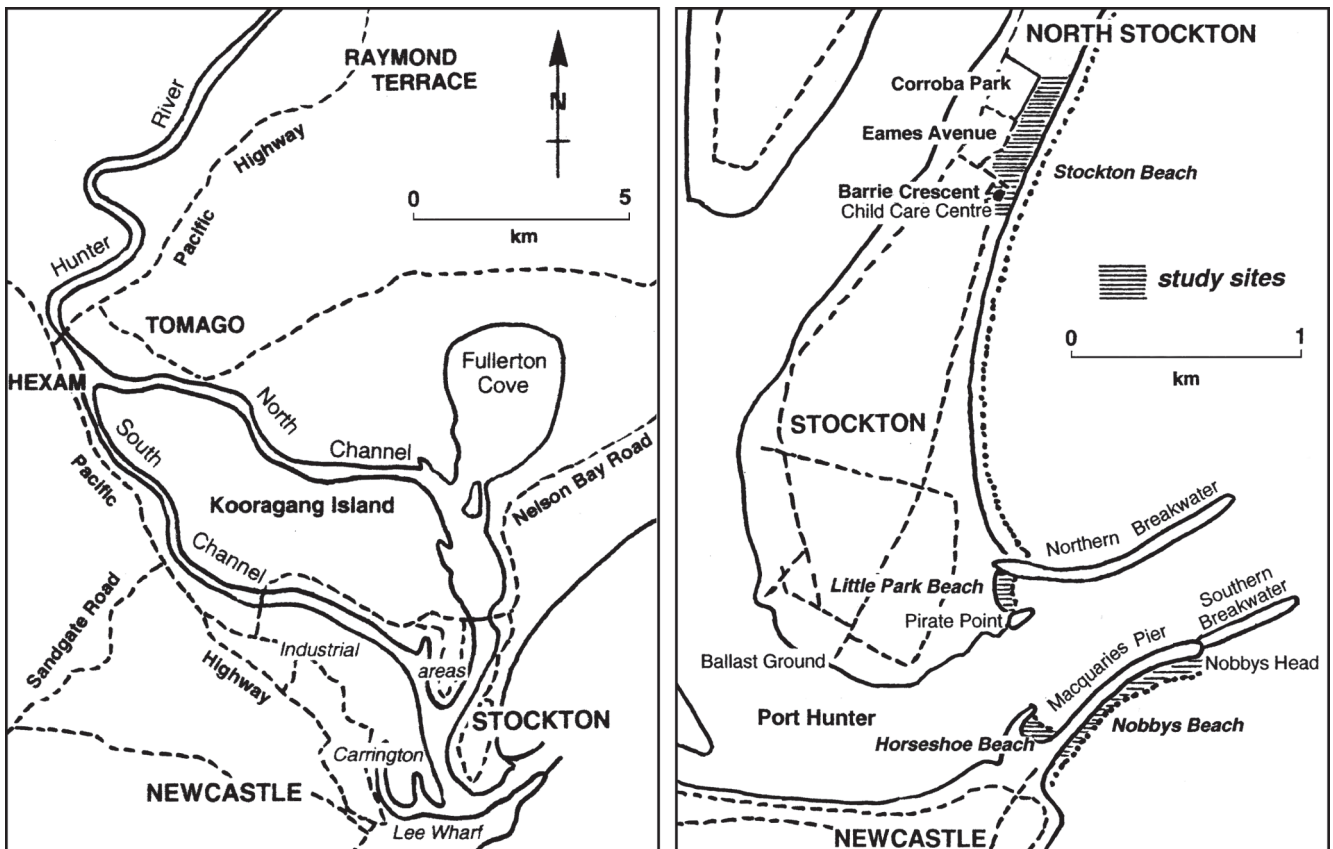 RAYMOND
TERRACE
River
Highway
Pacific
N
0 5
km
Hunter
TOMAGO
HEXAM
Fullerton
Cove
North
Channel
South
Pacific
Kooragang Island
Nelson Bay Road
Channel
Sandgate Road
Highway
Industrial
areas
STOCKTON
Carrington
NEWCASTLE
Lee Wharf
NORTH STOCKTON
Corroba Park
Eames Avenue
Stockton Beach
Barrie Crescent
Child Care Centre
study sites
0 1
km
STOCKTON
Northern Breakwater
Little Park Beach
Pirate Point
Southern
Breakwater
Macquaries Pier
Ballast Ground
Nobbys Head
Port Hunter
Nobbys Beach
Horseshoe Beach
NEWCASTLE